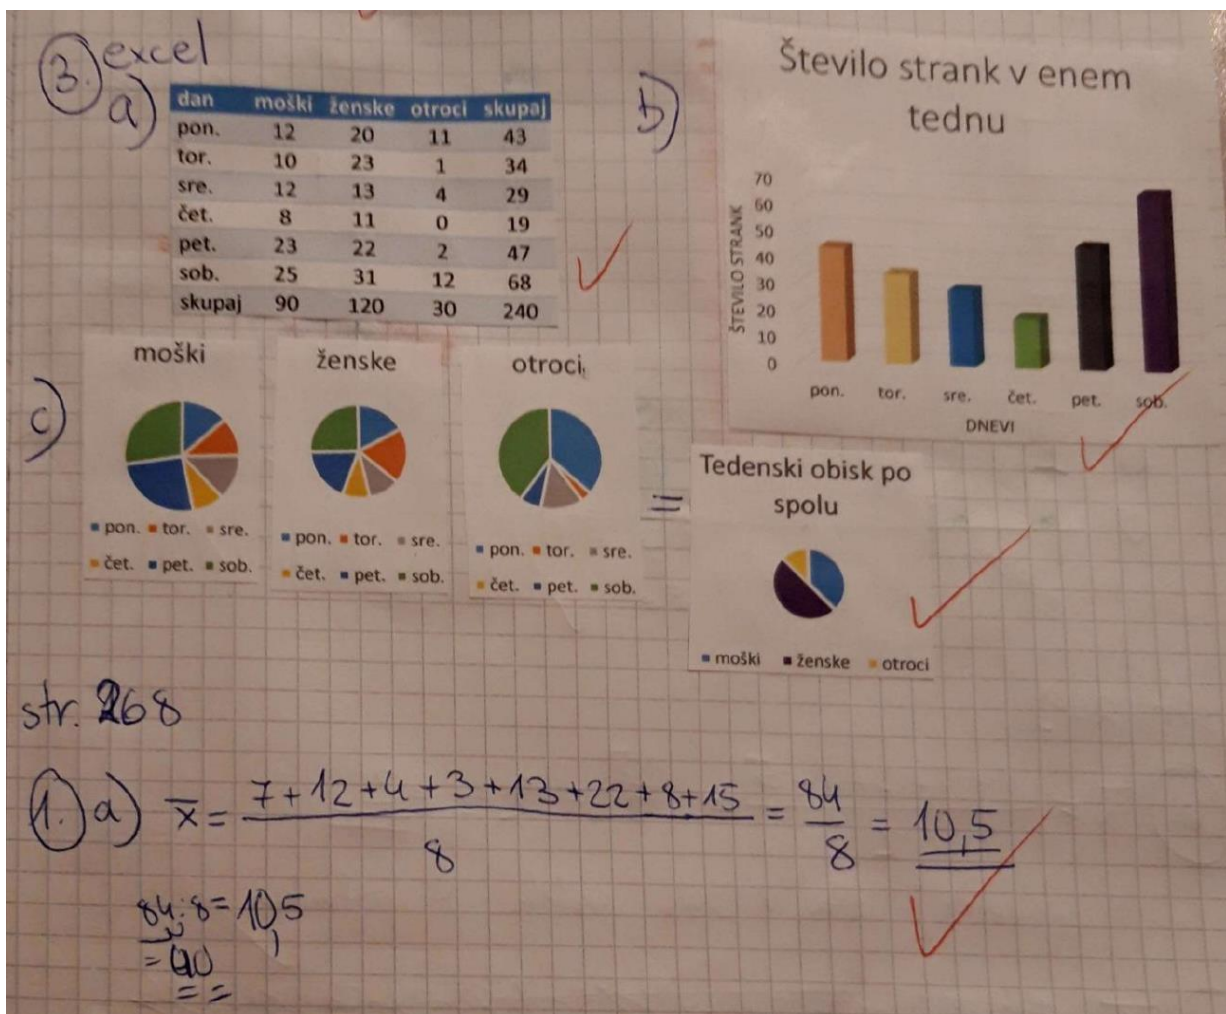 3. excel
a)
dan moški ženske otroci skupaj
pon. 12 20 11 43
tor. 10 23 1 34
sre. 12 13 4 29
čet. 8 11 0 19
pet. 23 22 2 47
sob. 25 31 12 68
skupaj 90 120 30 240
b)
Število strank v enem
tednu
ŠTEVILO STRANK
70
60
50
40
30
20
10
0
pon. tor. sre. čet. pet. sob.
DNEVI
c)
moški
pon. tor. sre.
čet. pet. sob.
ženske
pon. tor. sre.
čet. pet. sob.
otroci
pon. tor. sre.
čet. pet. sob.
=
Tedenski obisk po
spolu
moški ženske otroci
str. 268
1. a) x̄ = (7+12+4+3+13+22+8+15)/8 = 84/8 = 10,5
84:8=10,5
=40
==